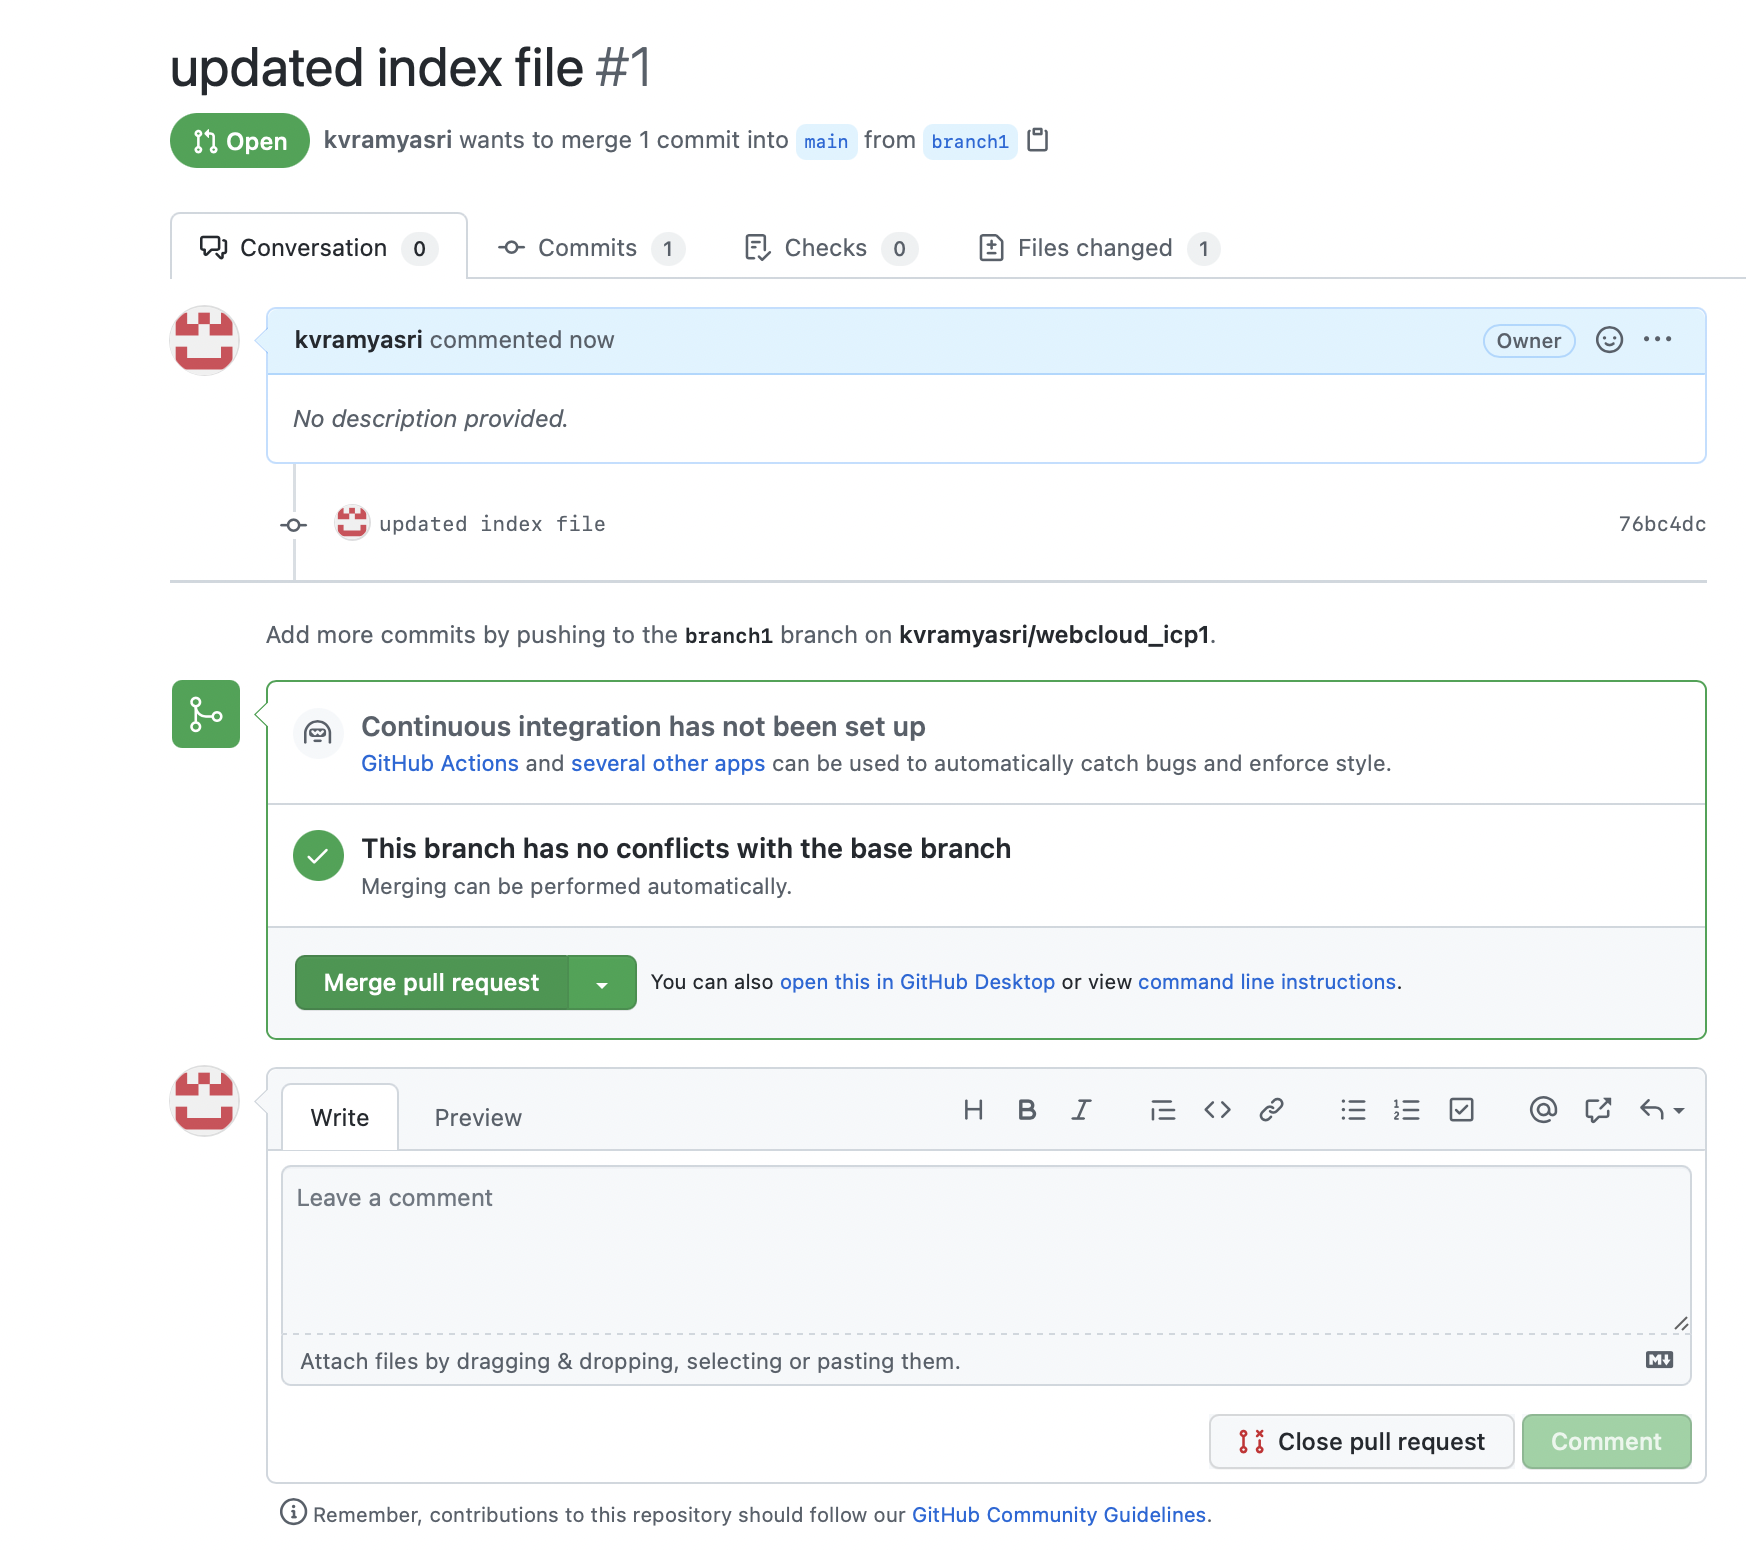 updated index file #1
Open kvramyasri wants to merge 1 commit into main from branch1
Conversation 0 Commits 1 Checks 0 Files changed 1
kvramyasri commented now Owner
No description provided.
updated index file 76bc4dc
Add more commits by pushing to the branch1 branch on kvramyasri/webcloud_icp1.
Continuous integration has not been set up
GitHub Actions and several other apps can be used to automatically catch bugs and enforce style.
This branch has no conflicts with the base branch
Merging can be performed automatically.
Merge pull request You can also open this in GitHub Desktop or view command line instructions.
Write Preview
Leave a comment
Attach files by dragging & dropping, selecting or pasting them.
Close pull request Comment
Remember, contributions to this repository should follow our GitHub Community Guidelines.